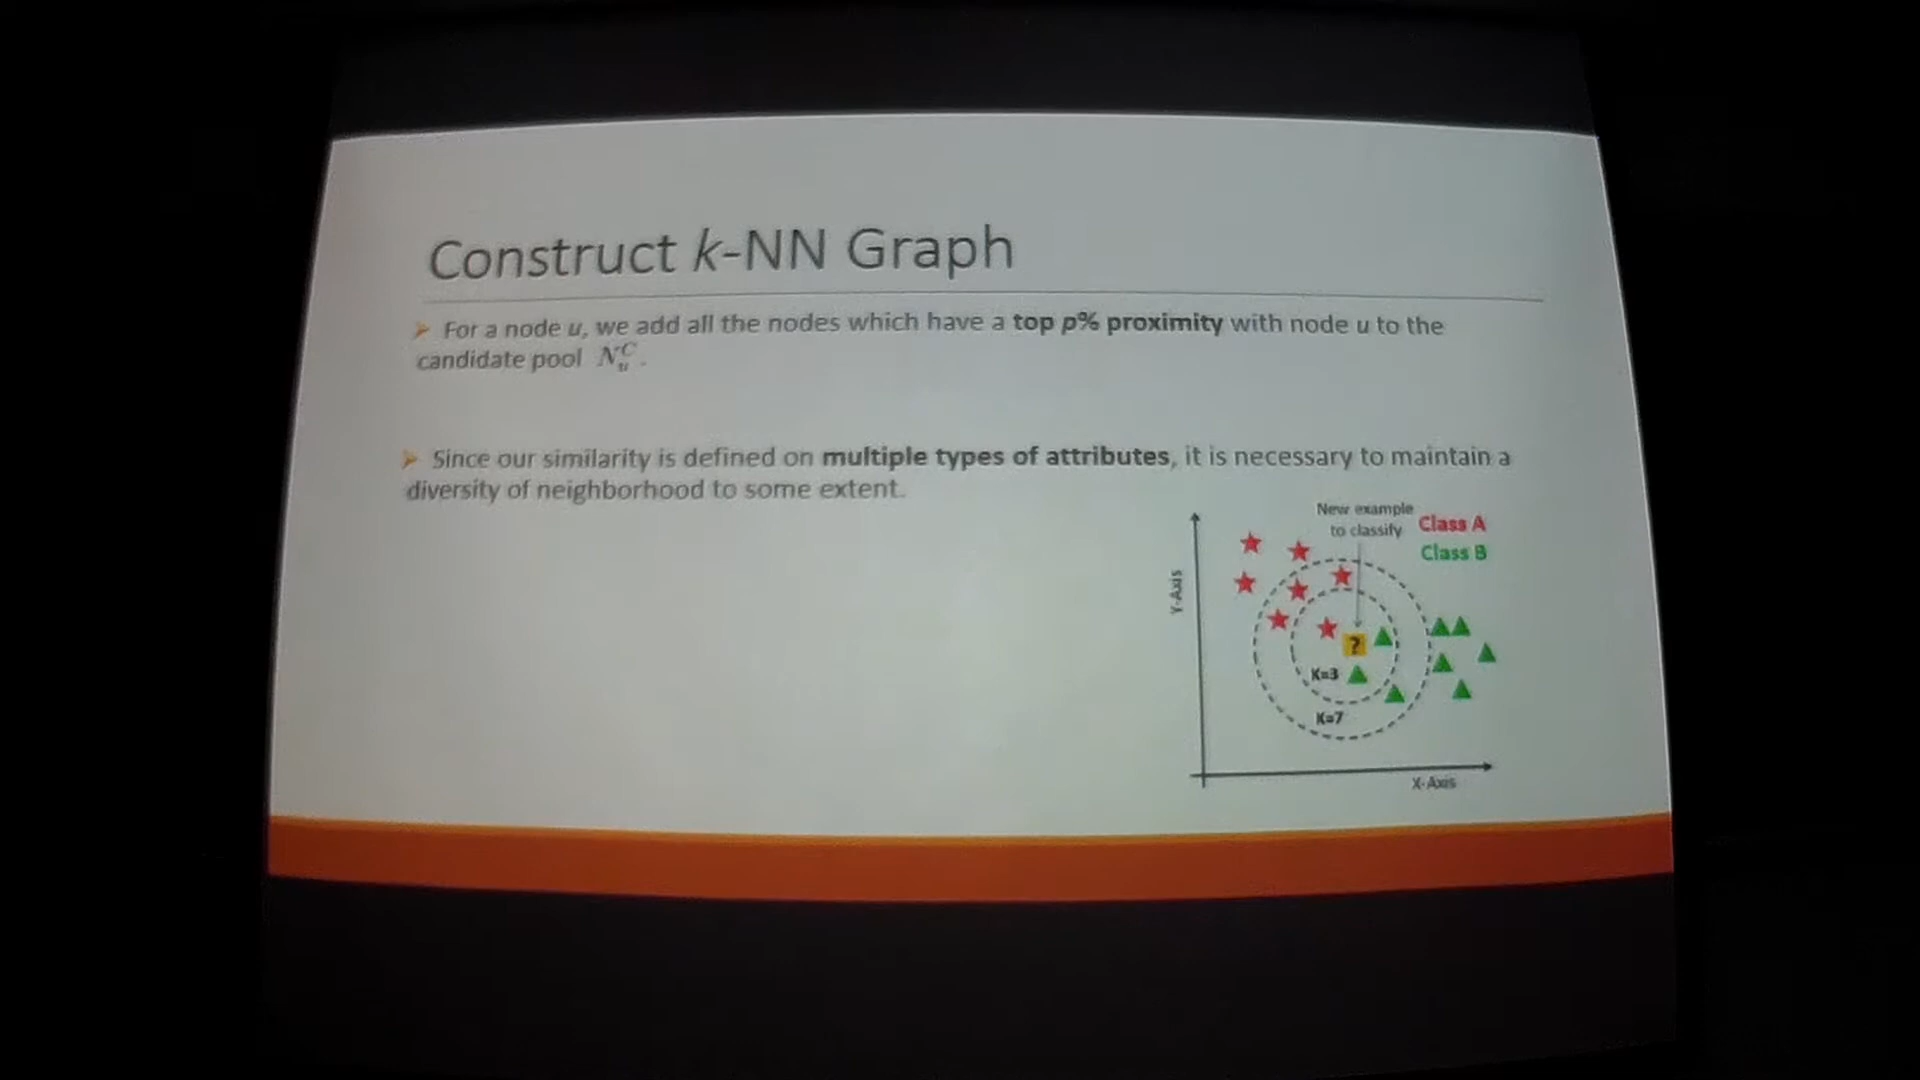 Construct k-NN Graph
➢ For a node u, we add all the nodes which have a top p% proximity with node u to the
candidate pool N_u^C.
➢ Since our similarity is defined on multiple types of attributes, it is necessary to maintain a
diversity of neighborhood to some extent.
New example
to classify
Class A
Class B
Y-Axis
?
K=3
K=7
X-Axis